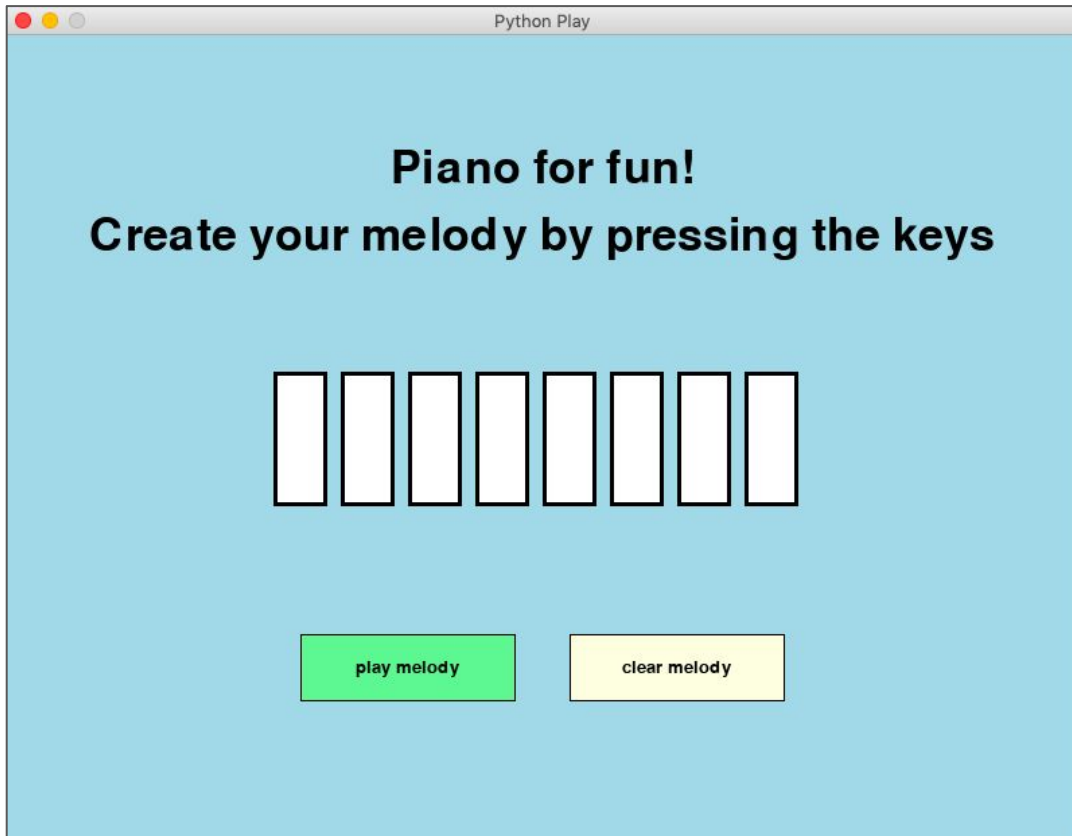 Python Play
Piano for fun!
Create your melody by pressing the keys
play melody
clear melody